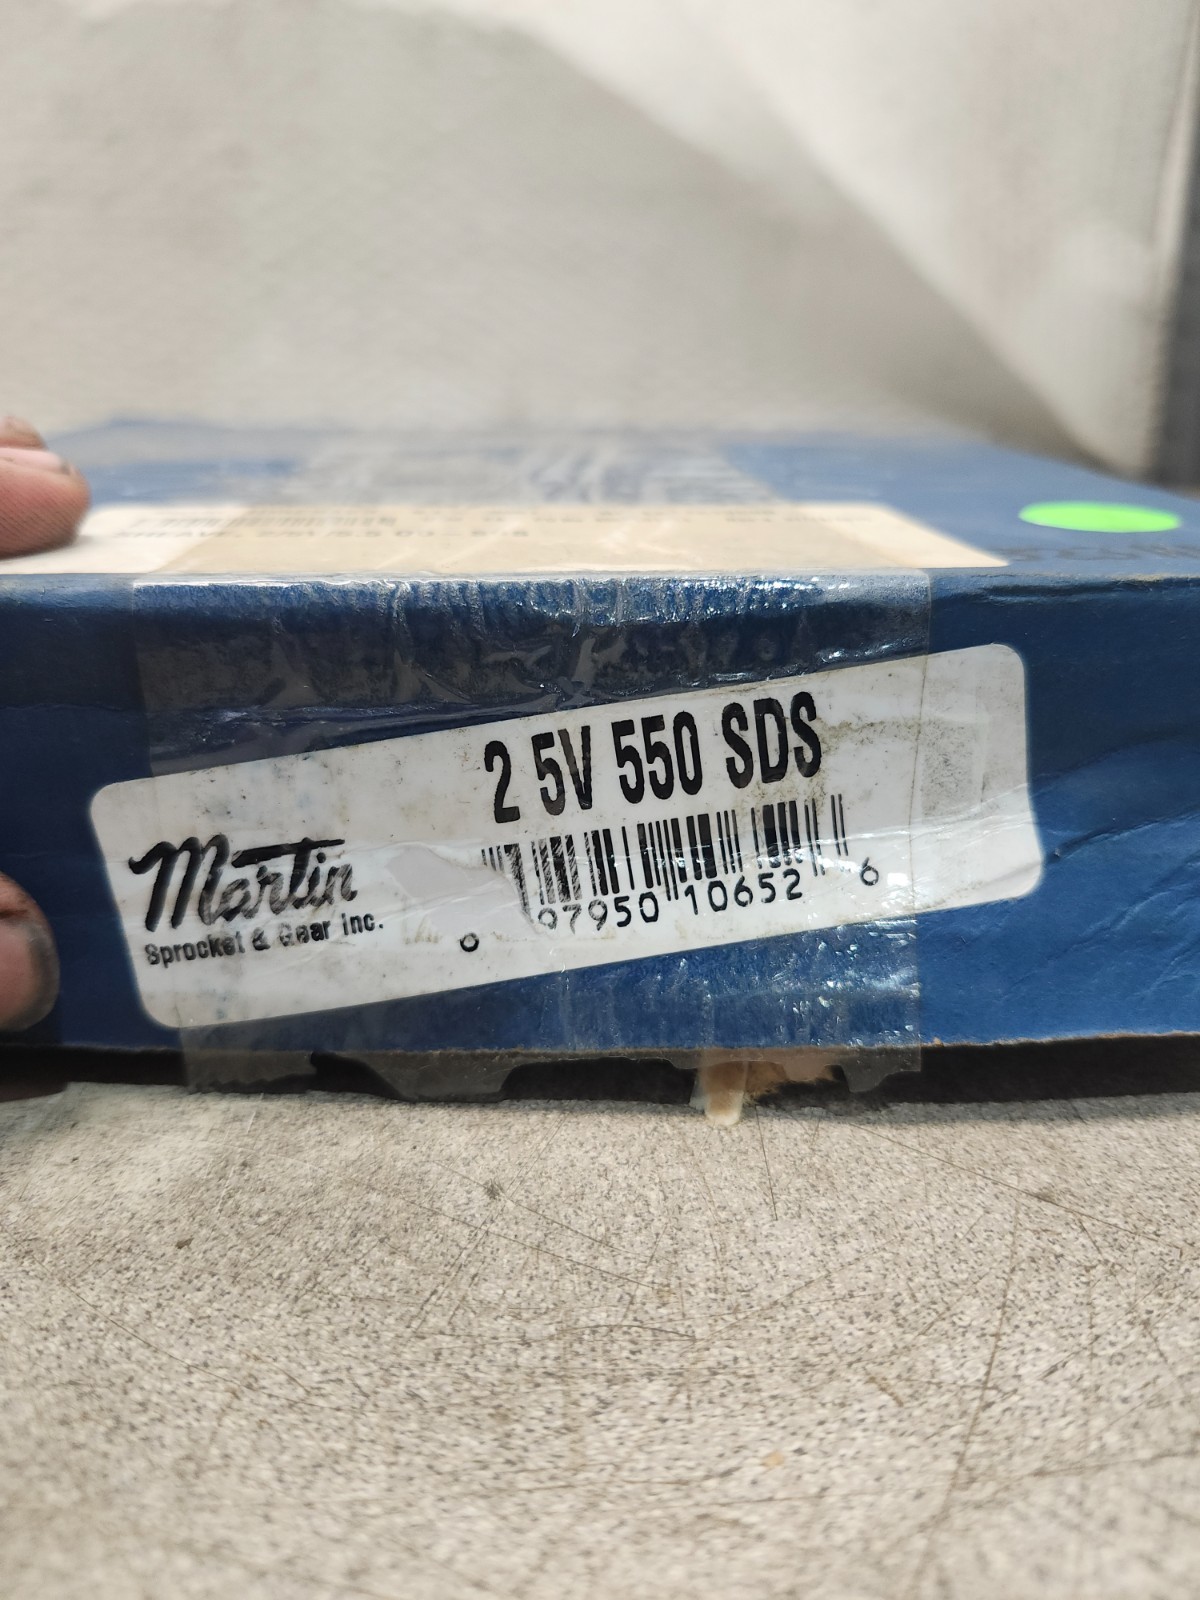 2 5V 550 SDS
Martin
Sprocket & Gear inc.
0 97950 10652 6